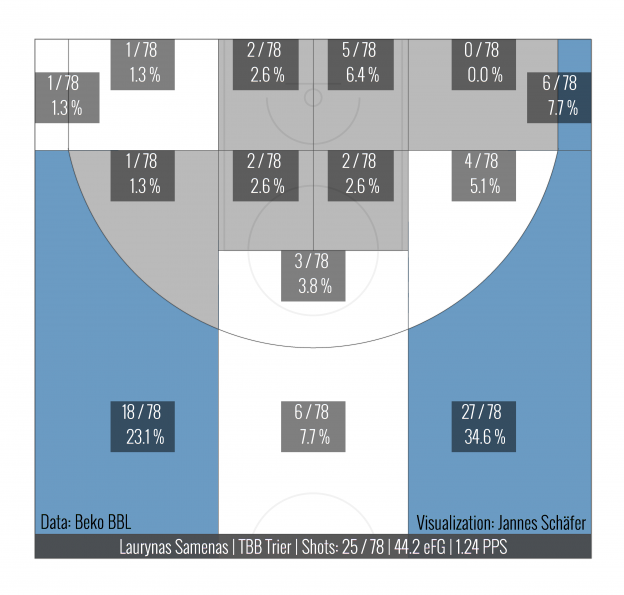 1 / 78
1.3 %
2 / 78
2.6 %
5 / 78
6.4 %
0 / 78
0.0 %
1 / 78
1.3 %
6 / 78
7.7 %
1 / 78
1.3 %
2 / 78
2.6 %
2 / 78
2.6 %
4 / 78
5.1 %
3 / 78
3.8 %
18 / 78
23.1 %
6 / 78
7.7 %
27 / 78
34.6 %
Data: Beko BBL
Visualization: Jannes Schäfer
Laurynas Samenas | TBB Trier | Shots: 25 / 78 | 44.2 eFG | 1.24 PPS